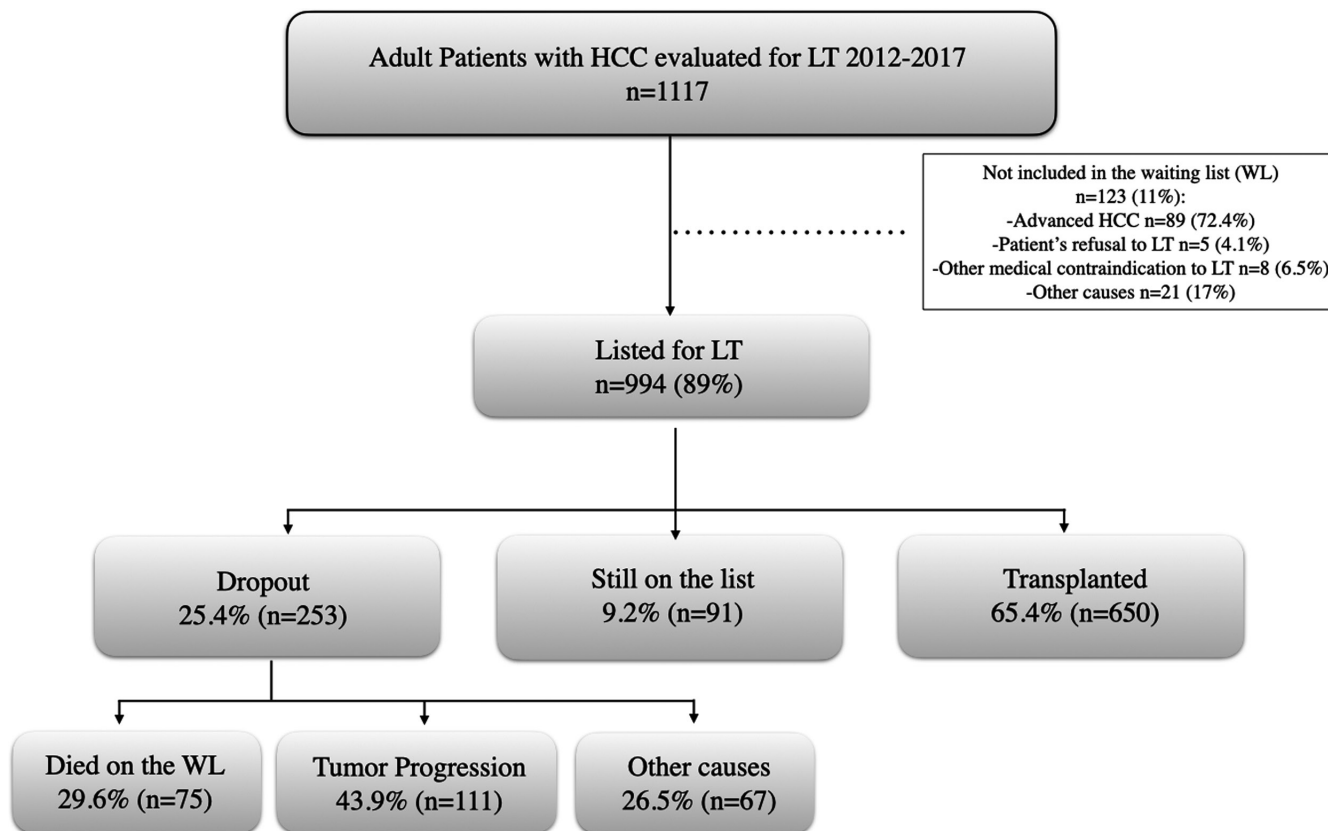 Adult Patients with HCC evaluated for LT 2012-2017
n=1117
Not included in the waiting list (WL)
n=123 (11%):
-Advanced HCC n=89 (72.4%)
-Patient's refusal to LT n=5 (4.1%)
-Other medical contraindication to LT n=8 (6.5%)
-Other causes n=21 (17%)
Listed for LT
n=994 (89%)
Dropout
25.4% (n=253)
Still on the list
9.2% (n=91)
Transplanted
65.4% (n=650)
Died on the WL
29.6% (n=75)
Tumor Progression
43.9% (n=111)
Other causes
26.5% (n=67)